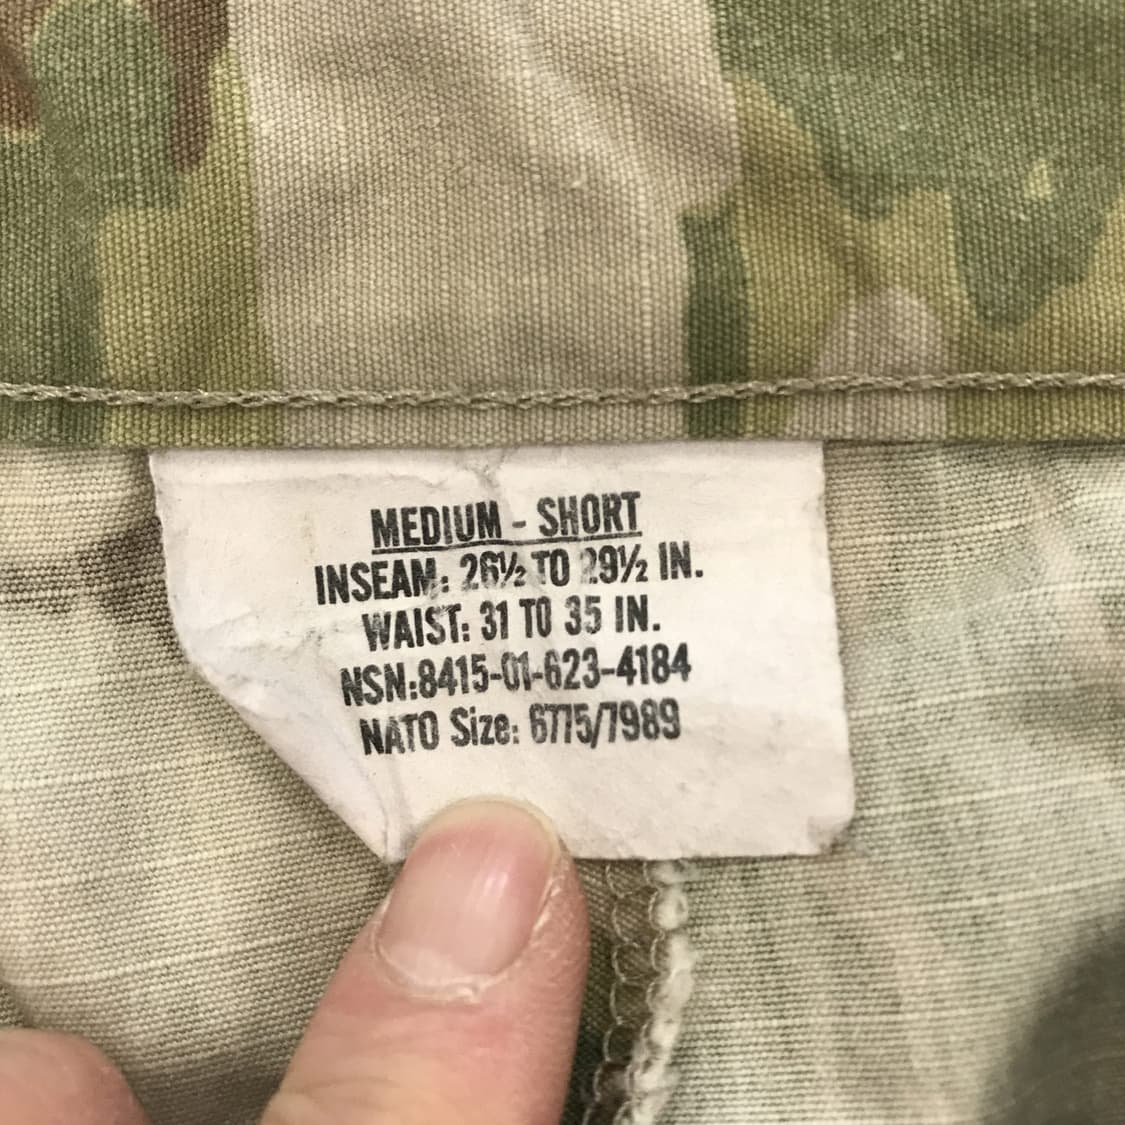 MEDIUM - SHORT
INSEAM: 26½ TO 29½ IN.
WAIST: 31 TO 35 IN.
NSN:8415-01-623-4184
NATO Size: 6775/7989